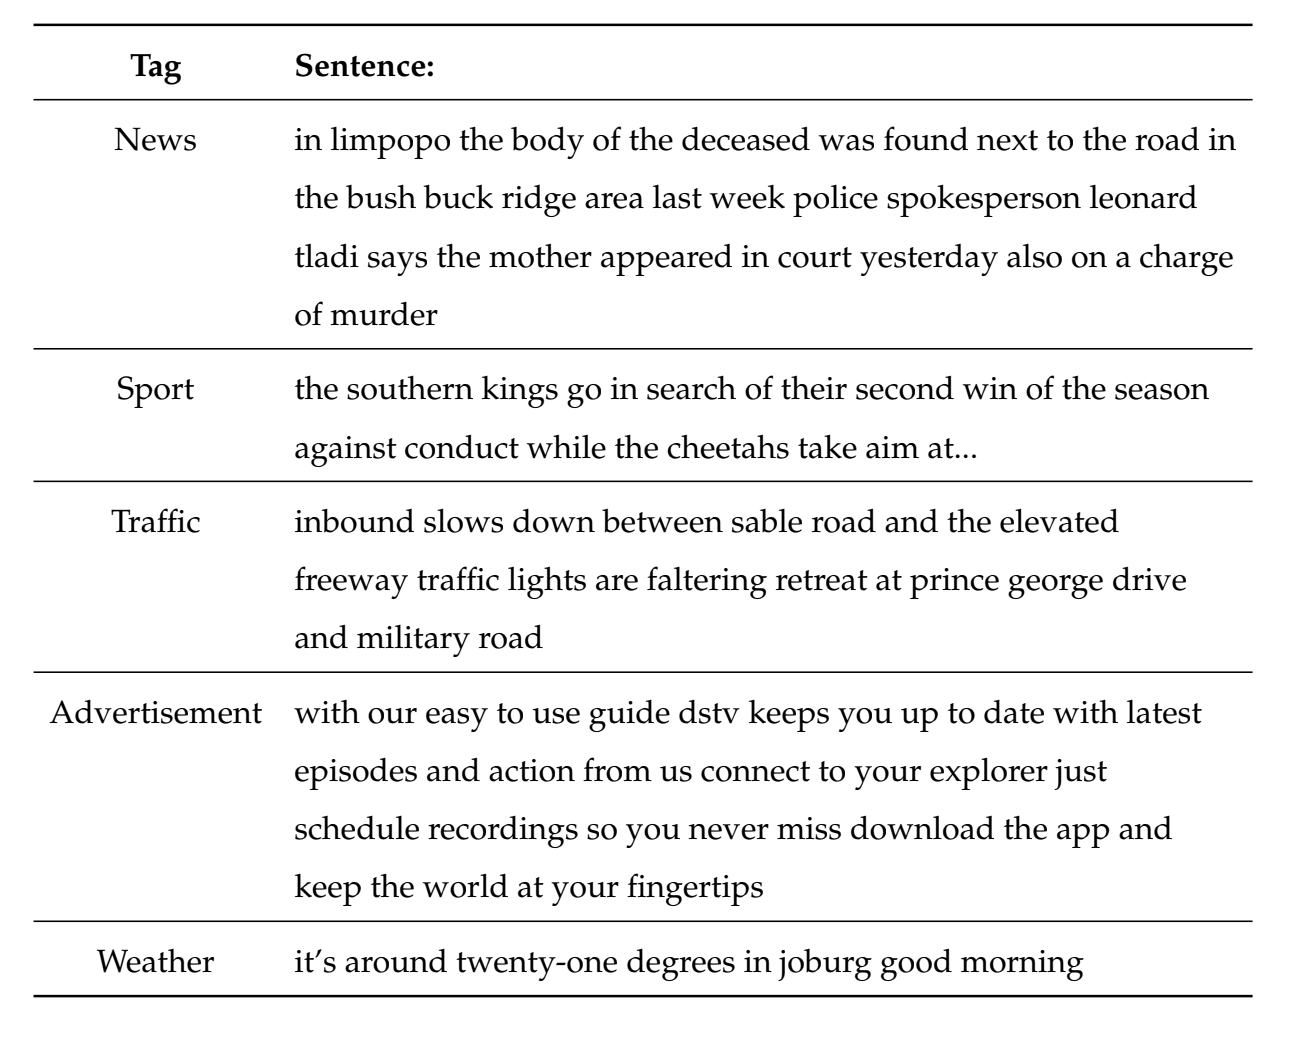 Tag Sentence:
News in limpopo the body of the deceased was found next to the road in
the bush buck ridge area last week police spokesperson leonard
tladi says the mother appeared in court yesterday also on a charge
of murder
Sport the southern kings go in search of their second win of the season
against conduct while the cheetahs take aim at...
Traffic inbound slows down between sable road and the elevated
freeway traffic lights are faltering retreat at prince george drive
and military road
Advertisement with our easy to use guide dstv keeps you up to date with latest
episodes and action from us connect to your explorer just
schedule recordings so you never miss download the app and
keep the world at your fingertips
Weather it's around twenty-one degrees in joburg good morning